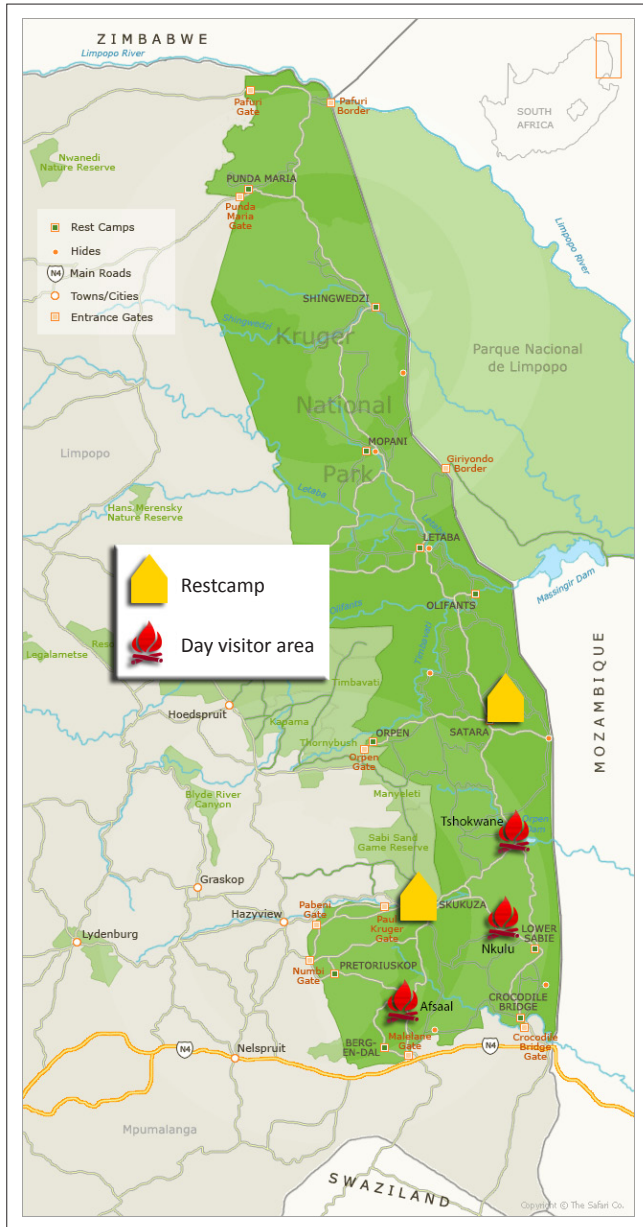 ZIMBABWE
Limpopo River
Pafuri
Gate
Pafuri
Border
SOUTH
AFRICA
Nwanedi
Nature Reserve
PUNDA MARIA
Punda
Maria
Gate
Limpopo River
Rest Camps
Hides
N4 Main Roads
Towns/Cities
Entrance Gates
SHINGWEDZI
Shingwedzi
Kruger
National
Park
Parque Nacional
de Limpopo
MOPANI
Limpopo
Giriyondo
Border
Letaba
Hans Merensky
Nature Reserve
LETABA
Massingir Dam
OLIFANTS
Restcamp
Day visitor area
Olifants
Timbavati
Legalametse
Timbavati
MOZAMBIQUE
Hoedspruit
Kapama
SATARA
ORPEN
Thornybush
Orpen
Gate
Blyde River
Canyon
Manyeleti
Tshokwane
Orpen
Dam
Sabi Sand
Game Reserve
Graskop
Hazyview
Pabeni
Gate
Paul
Kruger
Gate
SKUKUZA
Lydenburg
Nkulu
LOWER
SABIE
Numbi
Gate
PRETORIUSKOP
Afsaal
CROCODILE
BRIDGE
Malelane
Gate
BERG-
EN-DAL
Crocodile
Bridge
Gate
N4
Nelspruit
N4
Mpumalanga
SWAZILAND
Copyright © The Safari Co.